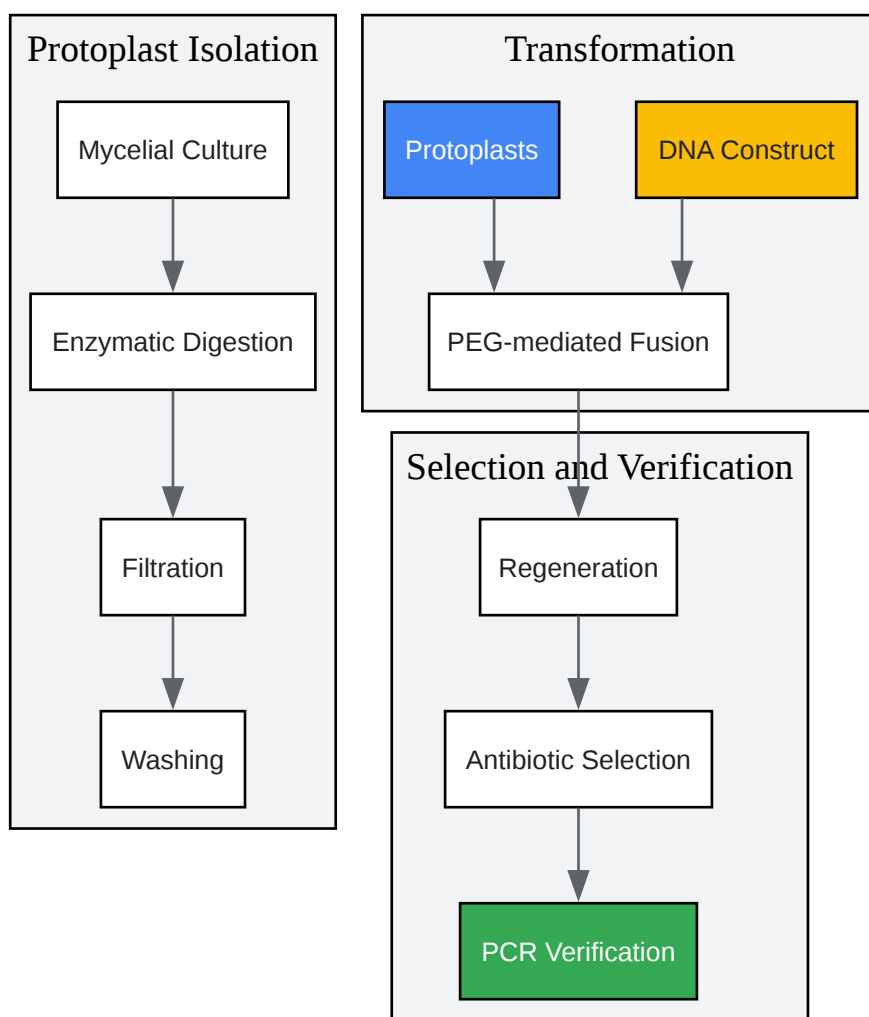 Protoplast Isolation
Mycelial Culture
Enzymatic Digestion
Filtration
Washing
Transformation
Protoplasts
DNA Construct
PEG-mediated Fusion
Selection and Verification
Regeneration
Antibiotic Selection
PCR Verification